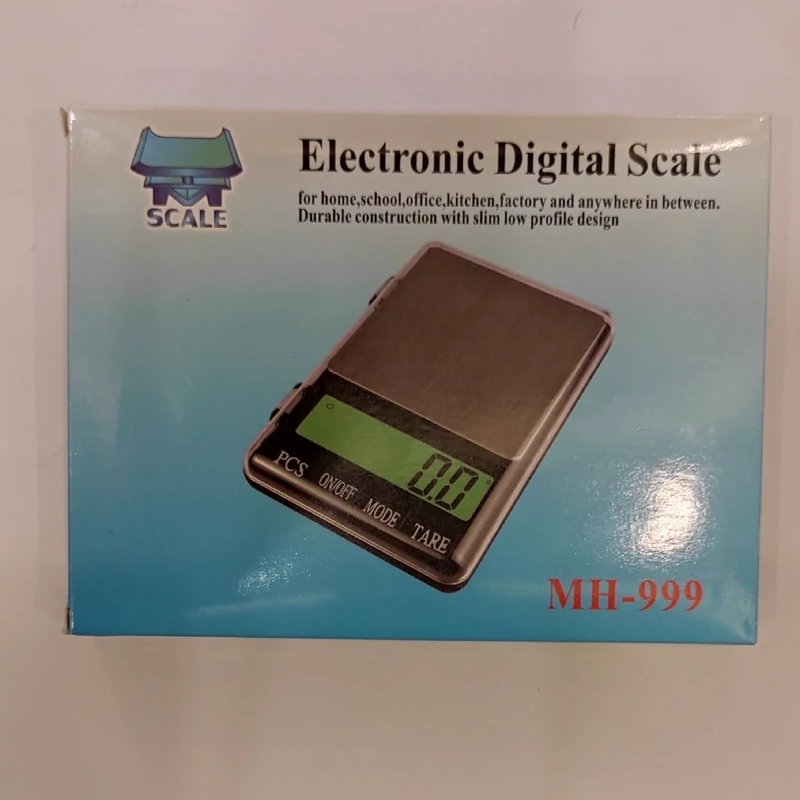 SCALE
Electronic Digital Scale
for home,school,office,kitchen,factory and anywhere in between.
Durable construction with slim low profile design
0.0
PCS ON/OFF MODE TARE
MH-999